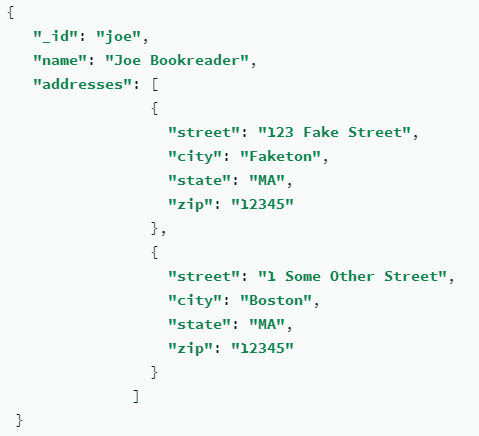 {
"_id": "joe",
"name": "Joe Bookreader",
"addresses": [
{
"street": "123 Fake Street",
"city": "Faketon",
"state": "MA",
"zip": "12345"
},
{
"street": "1 Some Other Street",
"city": "Boston",
"state": "MA",
"zip": "12345"
}
]
}